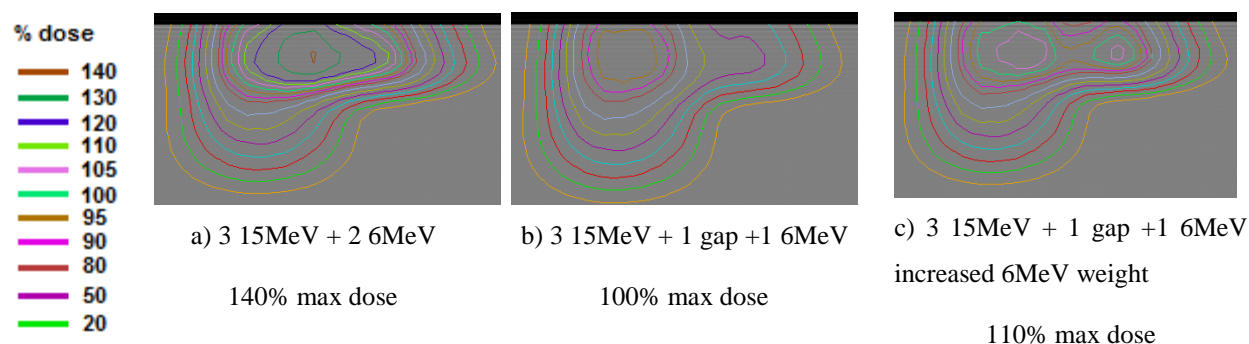 % dose
140
130
120
110
105
100
95
90
80
50
20
a) 3 15MeV + 2 6MeV
140% max dose
b) 3 15MeV + 1 gap +1 6MeV
100% max dose
c) 3 15MeV + 1 gap +1 6MeV
increased 6MeV weight
110% max dose